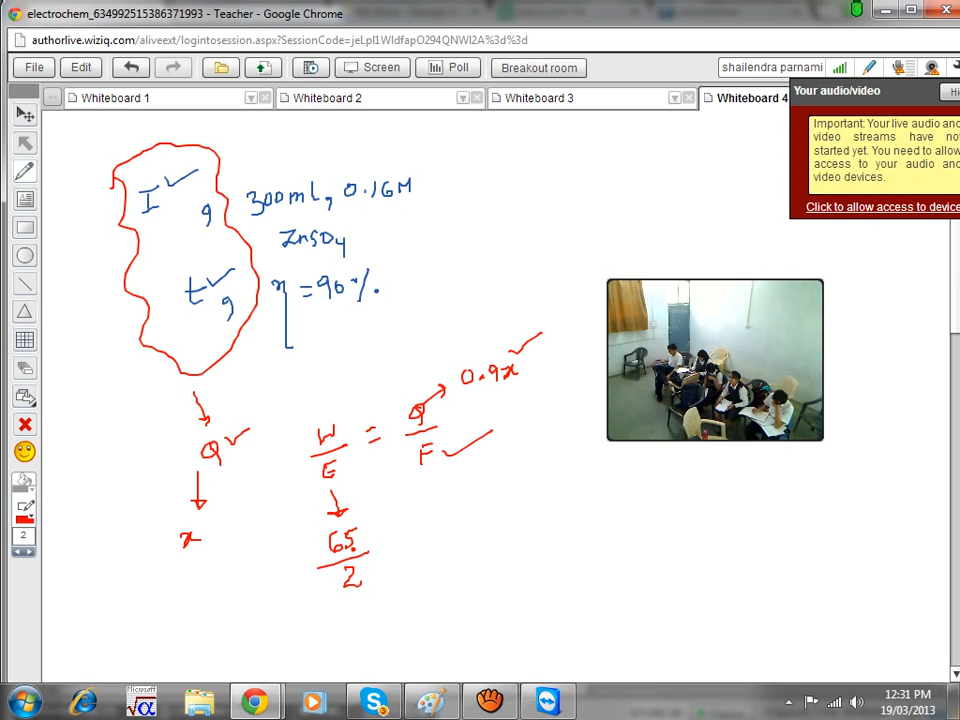 electrochem_634992515386371993 - Teacher - Google Chrome
authorlive.wiziq.com/aliveext/logintosession.aspx?SessionCode=jeLpI1WIdfapO294QNWI2A%3d%3d
File Edit Screen Poll Breakout room shailendra parnami
Whiteboard 1 Whiteboard 2 Whiteboard 3 Whiteboard 4
Your audio/video Hi
Important: Your live audio and
video streams have not
started yet. You need to allow
access to your audio and
video devices.
Click to allow access to device
I, 300ml, 0.16M
ZnSO4
t, η = 90%.
0.9x
Q
W = Q
E F
x
65.
2
2
Microsoft
√α
12:31 PM
19/03/2013